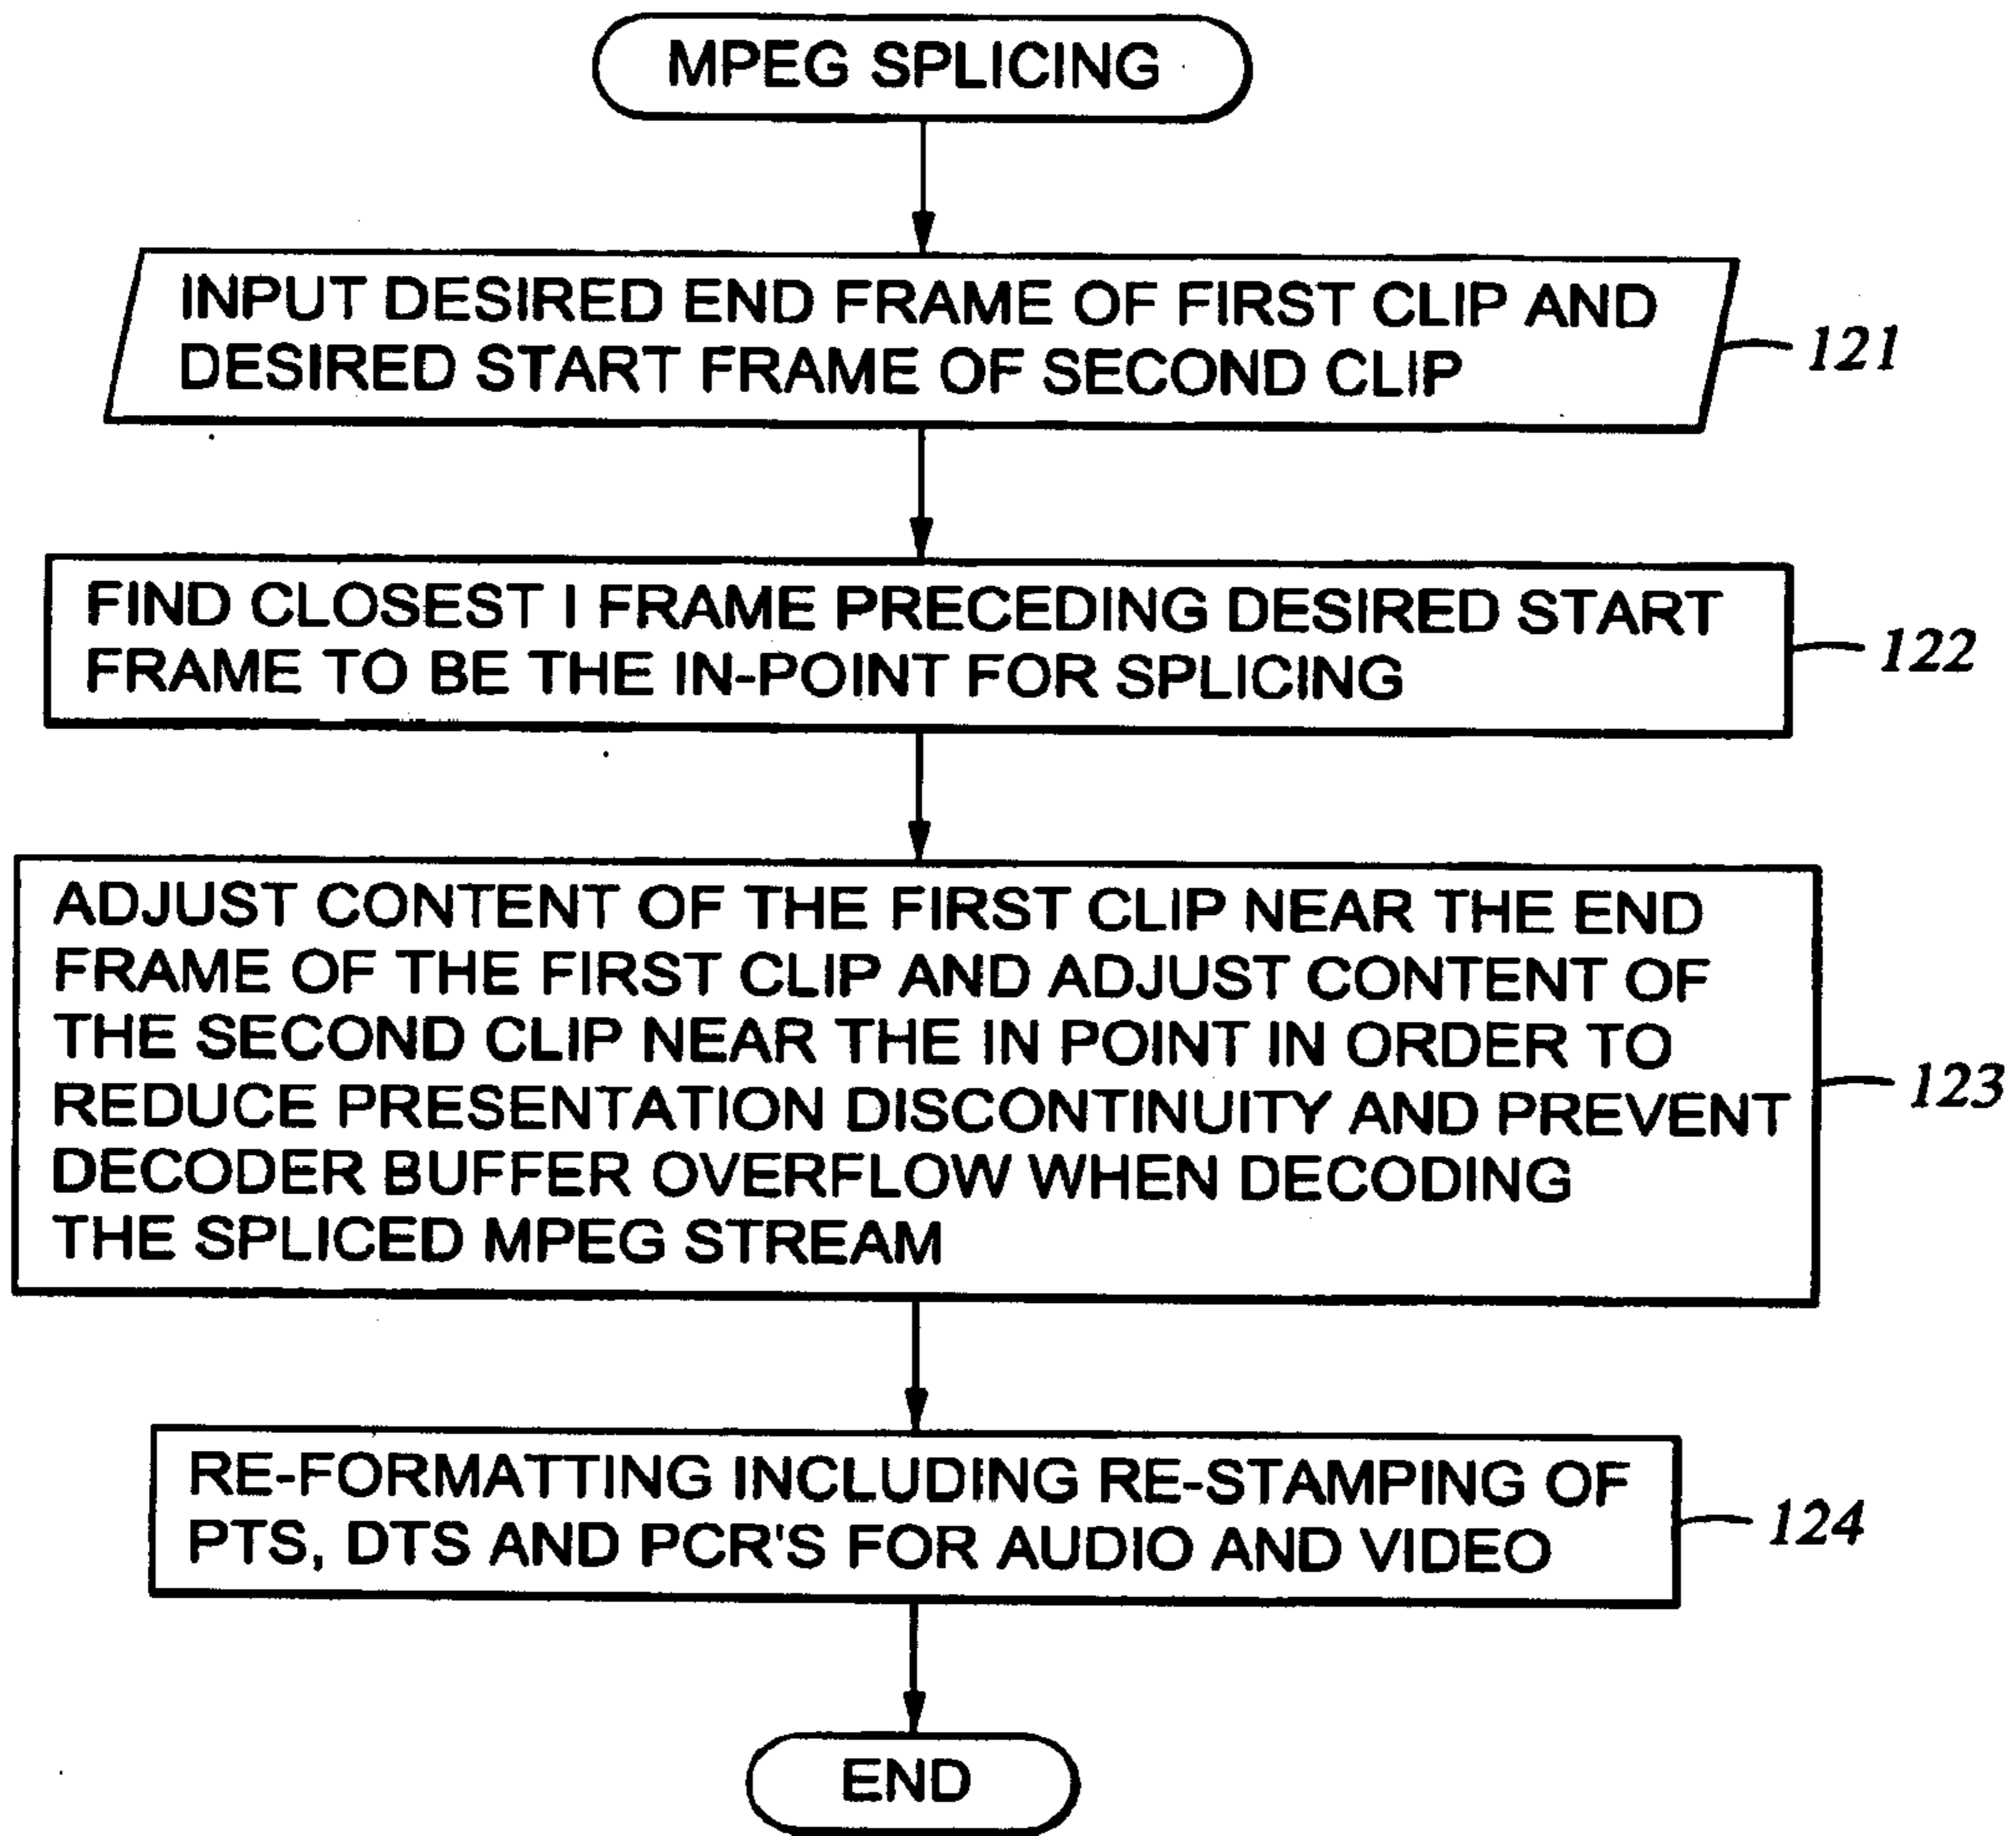 MPEG SPLICING
INPUT DESIRED END FRAME OF FIRST CLIP AND
DESIRED START FRAME OF SECOND CLIP
121
FIND CLOSEST I FRAME PRECEDING DESIRED START
FRAME TO BE THE IN-POINT FOR SPLICING
122
ADJUST CONTENT OF THE FIRST CLIP NEAR THE END
FRAME OF THE FIRST CLIP AND ADJUST CONTENT OF
THE SECOND CLIP NEAR THE IN POINT IN ORDER TO
REDUCE PRESENTATION DISCONTINUITY AND PREVENT
DECODER BUFFER OVERFLOW WHEN DECODING
THE SPLICED MPEG STREAM
123
RE-FORMATTING INCLUDING RE-STAMPING OF
PTS, DTS AND PCR'S FOR AUDIO AND VIDEO
124
END